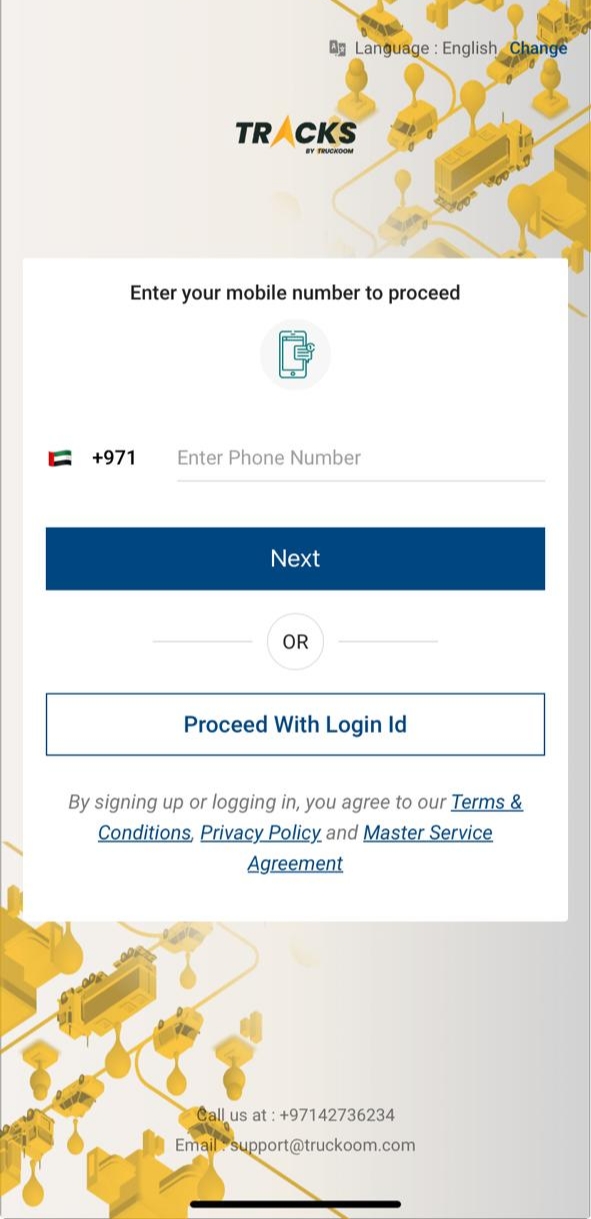 Language : English Change
TRACKS
BY TRUCKOOM
Enter your mobile number to proceed
+971 Enter Phone Number
Next
OR
Proceed With Login Id
By signing up or logging in, you agree to our Terms &
Conditions, Privacy Policy and Master Service
Agreement
Call us at : +97142736234
Email : support@truckoom.com